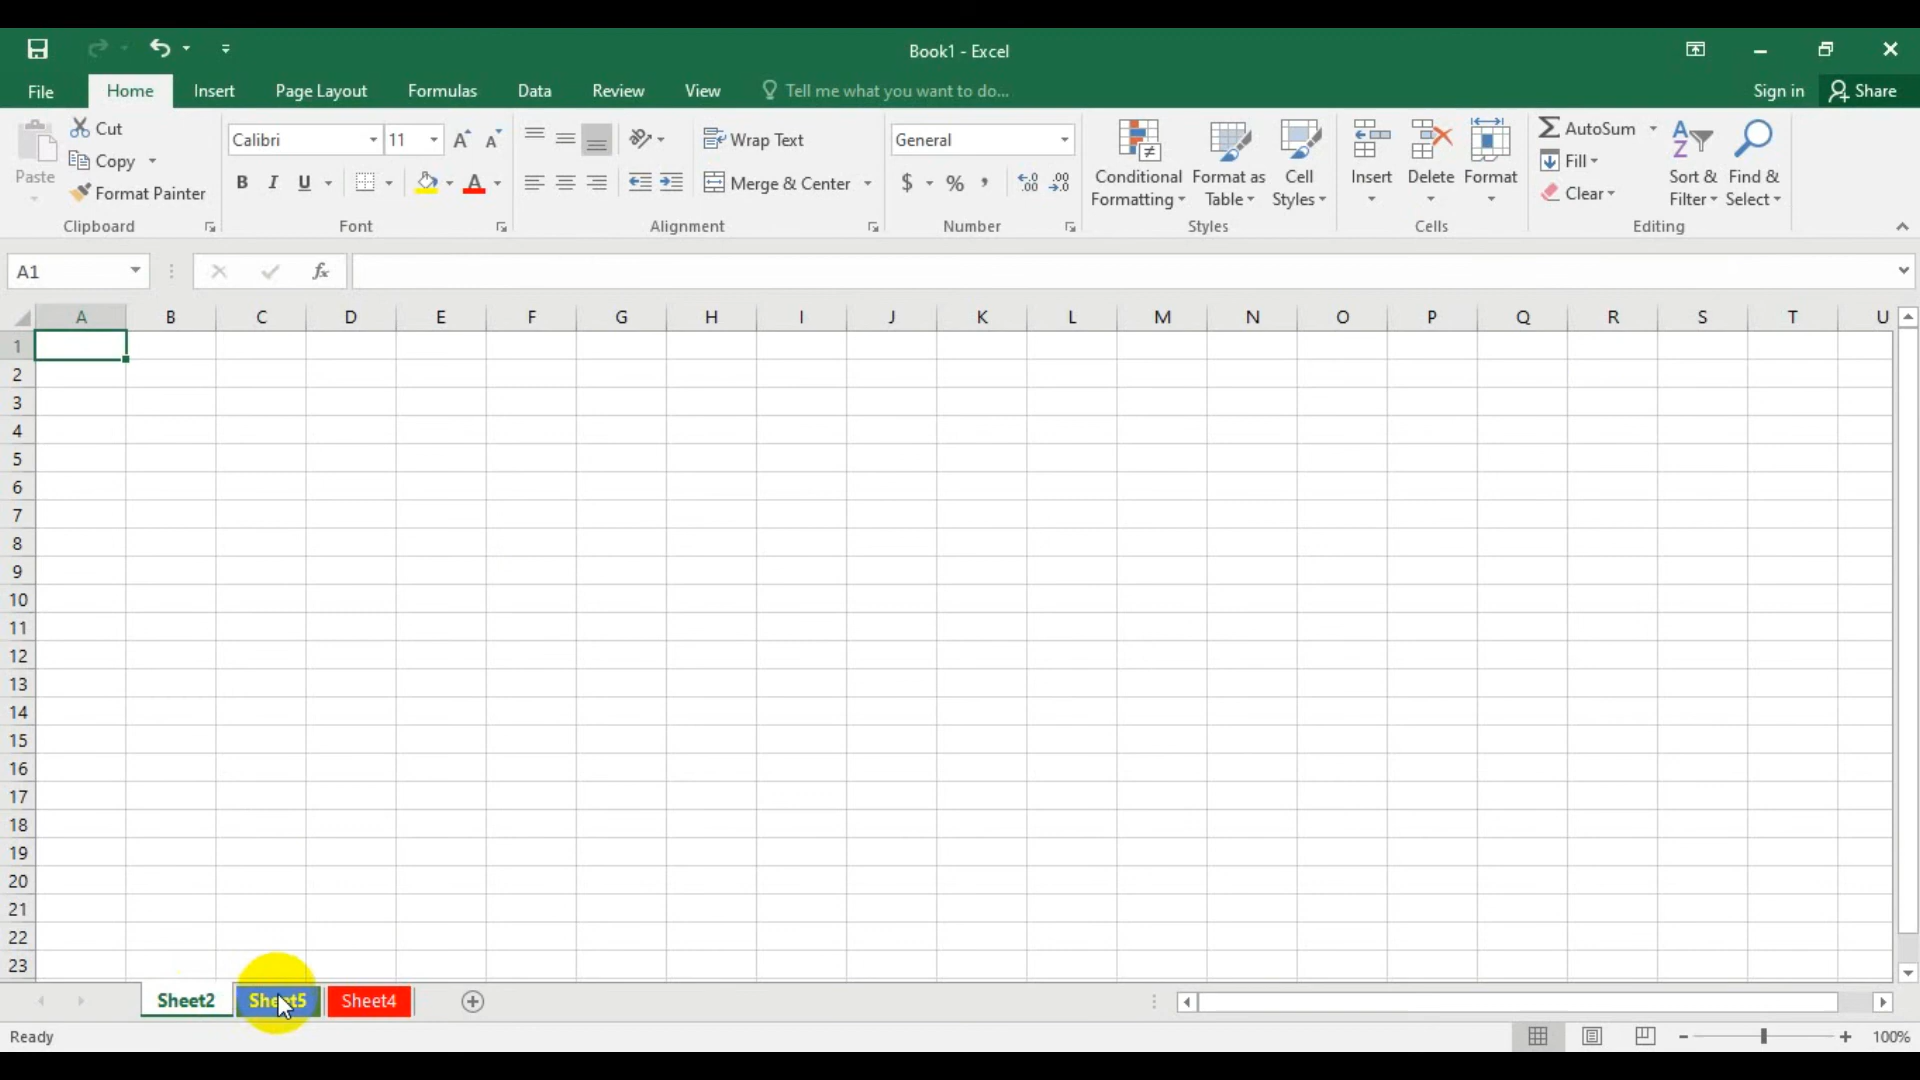 Book1 - Excel
File Home Insert Page Layout Formulas Data Review View Tell me what you want to do... Sign in Share
Paste Cut Copy Format Painter
Clipboard
Calibri 11
B I U A
Font
Wrap Text
Merge & Center
Alignment
General
$ % , .00 .0
Number
Conditional Formatting
Format as Table
Cell Styles
Styles
Insert Delete Format
Cells
AutoSum
Fill
Clear
Sort & Filter
Find & Select
Editing
A1 fx
A B C D E F G H I J K L M N O P Q R S T U
1
2
3
4
5
6
7
8
9
10
11
12
13
14
15
16
17
18
19
20
21
22
23
Sheet2 Sheet5 Sheet4
Ready 100%